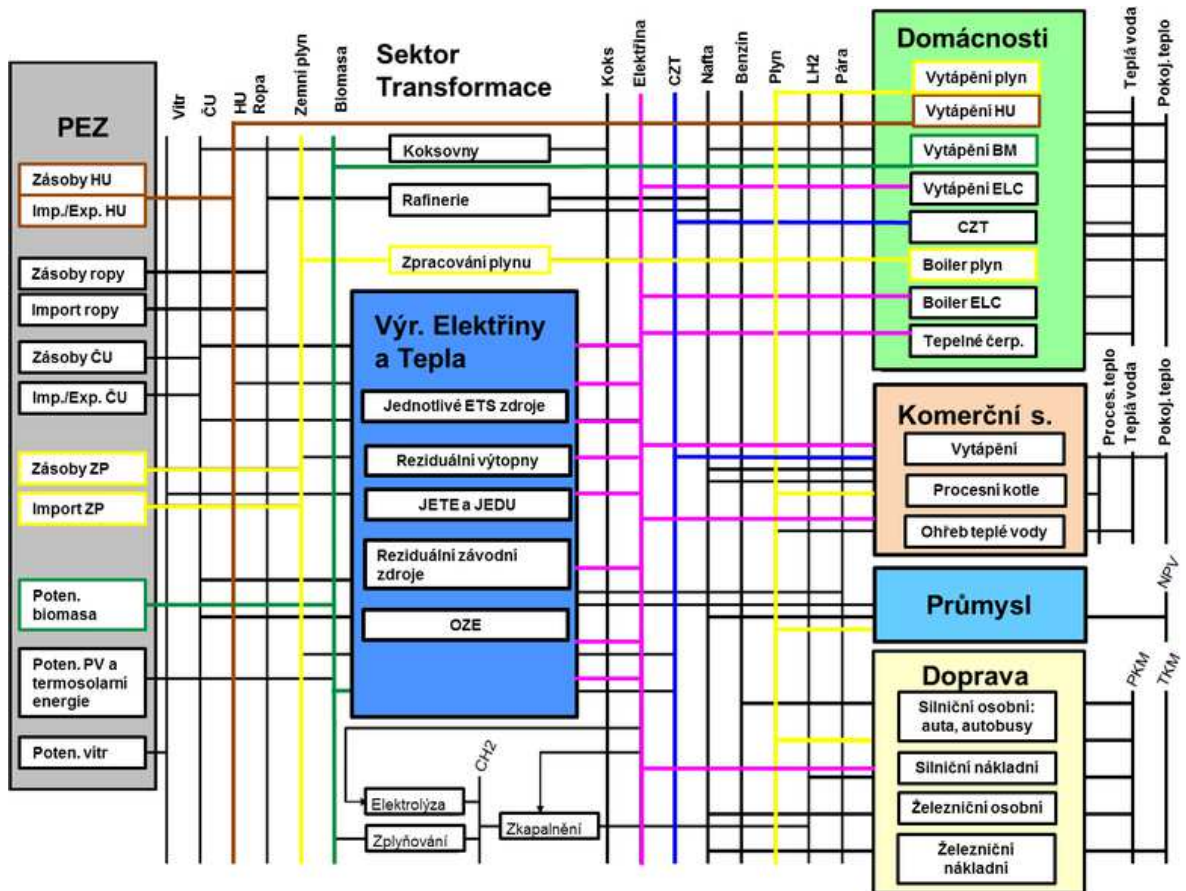 PEZ
Zásoby HU
Imp./Exp. HU
Zásoby ropy
Import ropy
Zásoby ČU
Imp./Exp. ČU
Zásoby ZP
Import ZP
Poten.
biomasa
Poten. PV a
termosolarní
energie
Poten. vítr
Vítr
ČU
HU
Ropa
Zemní plyn
Biomasa
Sektor
Transformace
Koksovny
Rafinerie
Zpracování plynu
Výr. Elektřiny
a Tepla
Jednotlivé ETS zdroje
Reziduální výtopny
JETE a JEDU
Reziduální závodní
zdroje
OZE
Elektrolýza
Zplyňování
CH2
Zkapalnění
Koks
Elektřina
CZT
Nafta
Benzín
Plyn
LH2
Pára
Domácnosti
Vytápění plyn
Vytápění HU
Vytápění BM
Vytápění ELC
CZT
Boiler plyn
Boiler ELC
Tepelné čerp.
Teplá voda
Pokoj. teplo
Komerční s.
Vytápění
Procesní kotle
Ohřeb teplé vody
Proces. teplo
Teplá voda
Pokoj. teplo
Průmysl
NPV
Doprava
Silniční osobní:
auta, autobusy
Silniční nákladní
Železniční osobní
Železniční
nákladní
PKM
TKM